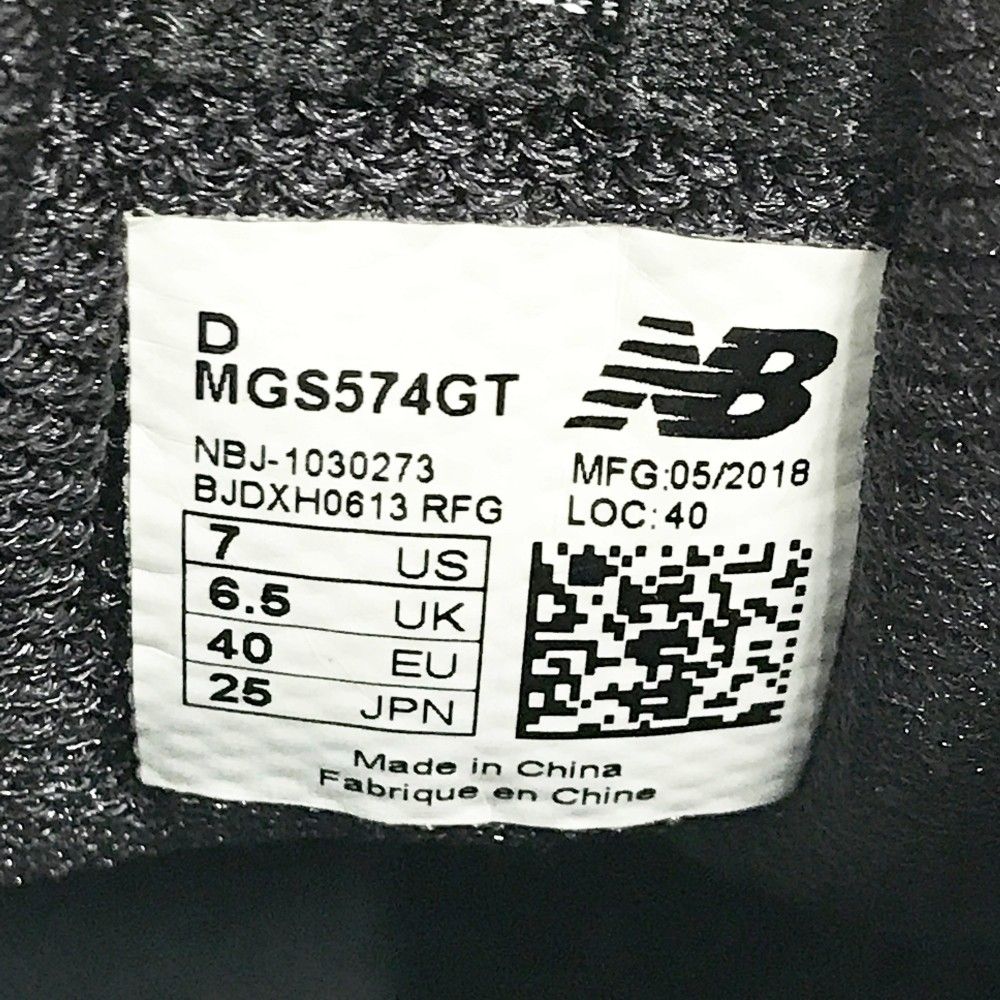 D
MGS574GT
NB
NBJ-1030273
BJDXH0613 RFG
MFG:05/2018
LOC:40
7 US
6.5 UK
40 EU
25 JPN
Made in China
Fabrique en Chine